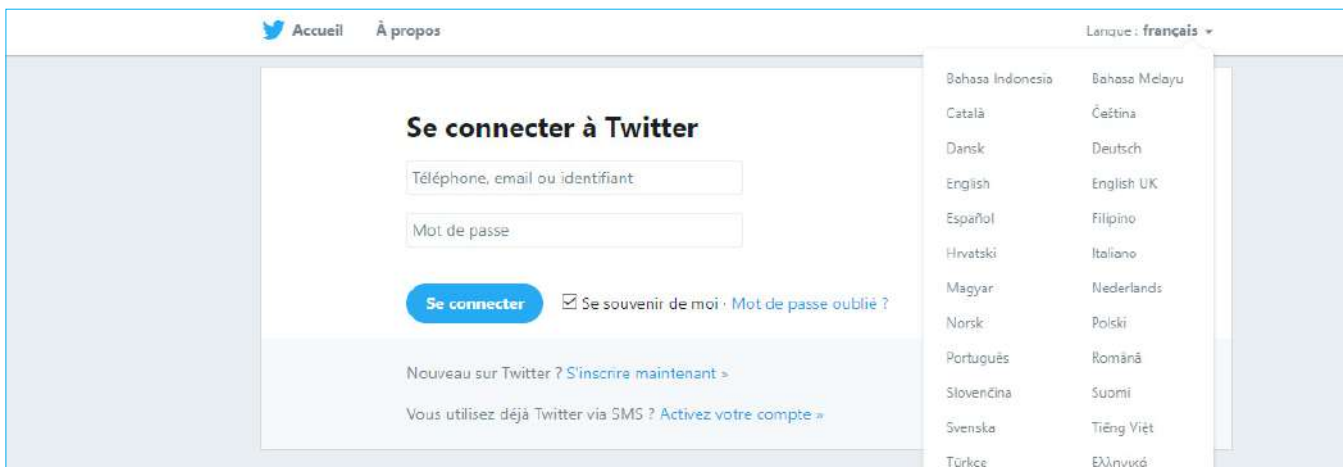 Accueil À propos Langue : français
Se connecter à Twitter
Téléphone, email ou identifiant
Mot de passe
Se connecter Se souvenir de moi · Mot de passe oublié ?
Nouveau sur Twitter ? S'inscrire maintenant »
Vous utilisez déjà Twitter via SMS ? Activez votre compte »
Bahasa Indonesia Bahasa Melayu
Català Čeština
Dansk Deutsch
English English UK
Español Filipino
Hrvatski Italiano
Magyar Nederlands
Norsk Polski
Português Română
Slovenčina Suomi
Svenska Tiếng Việt
Türkçe Ελληνικά